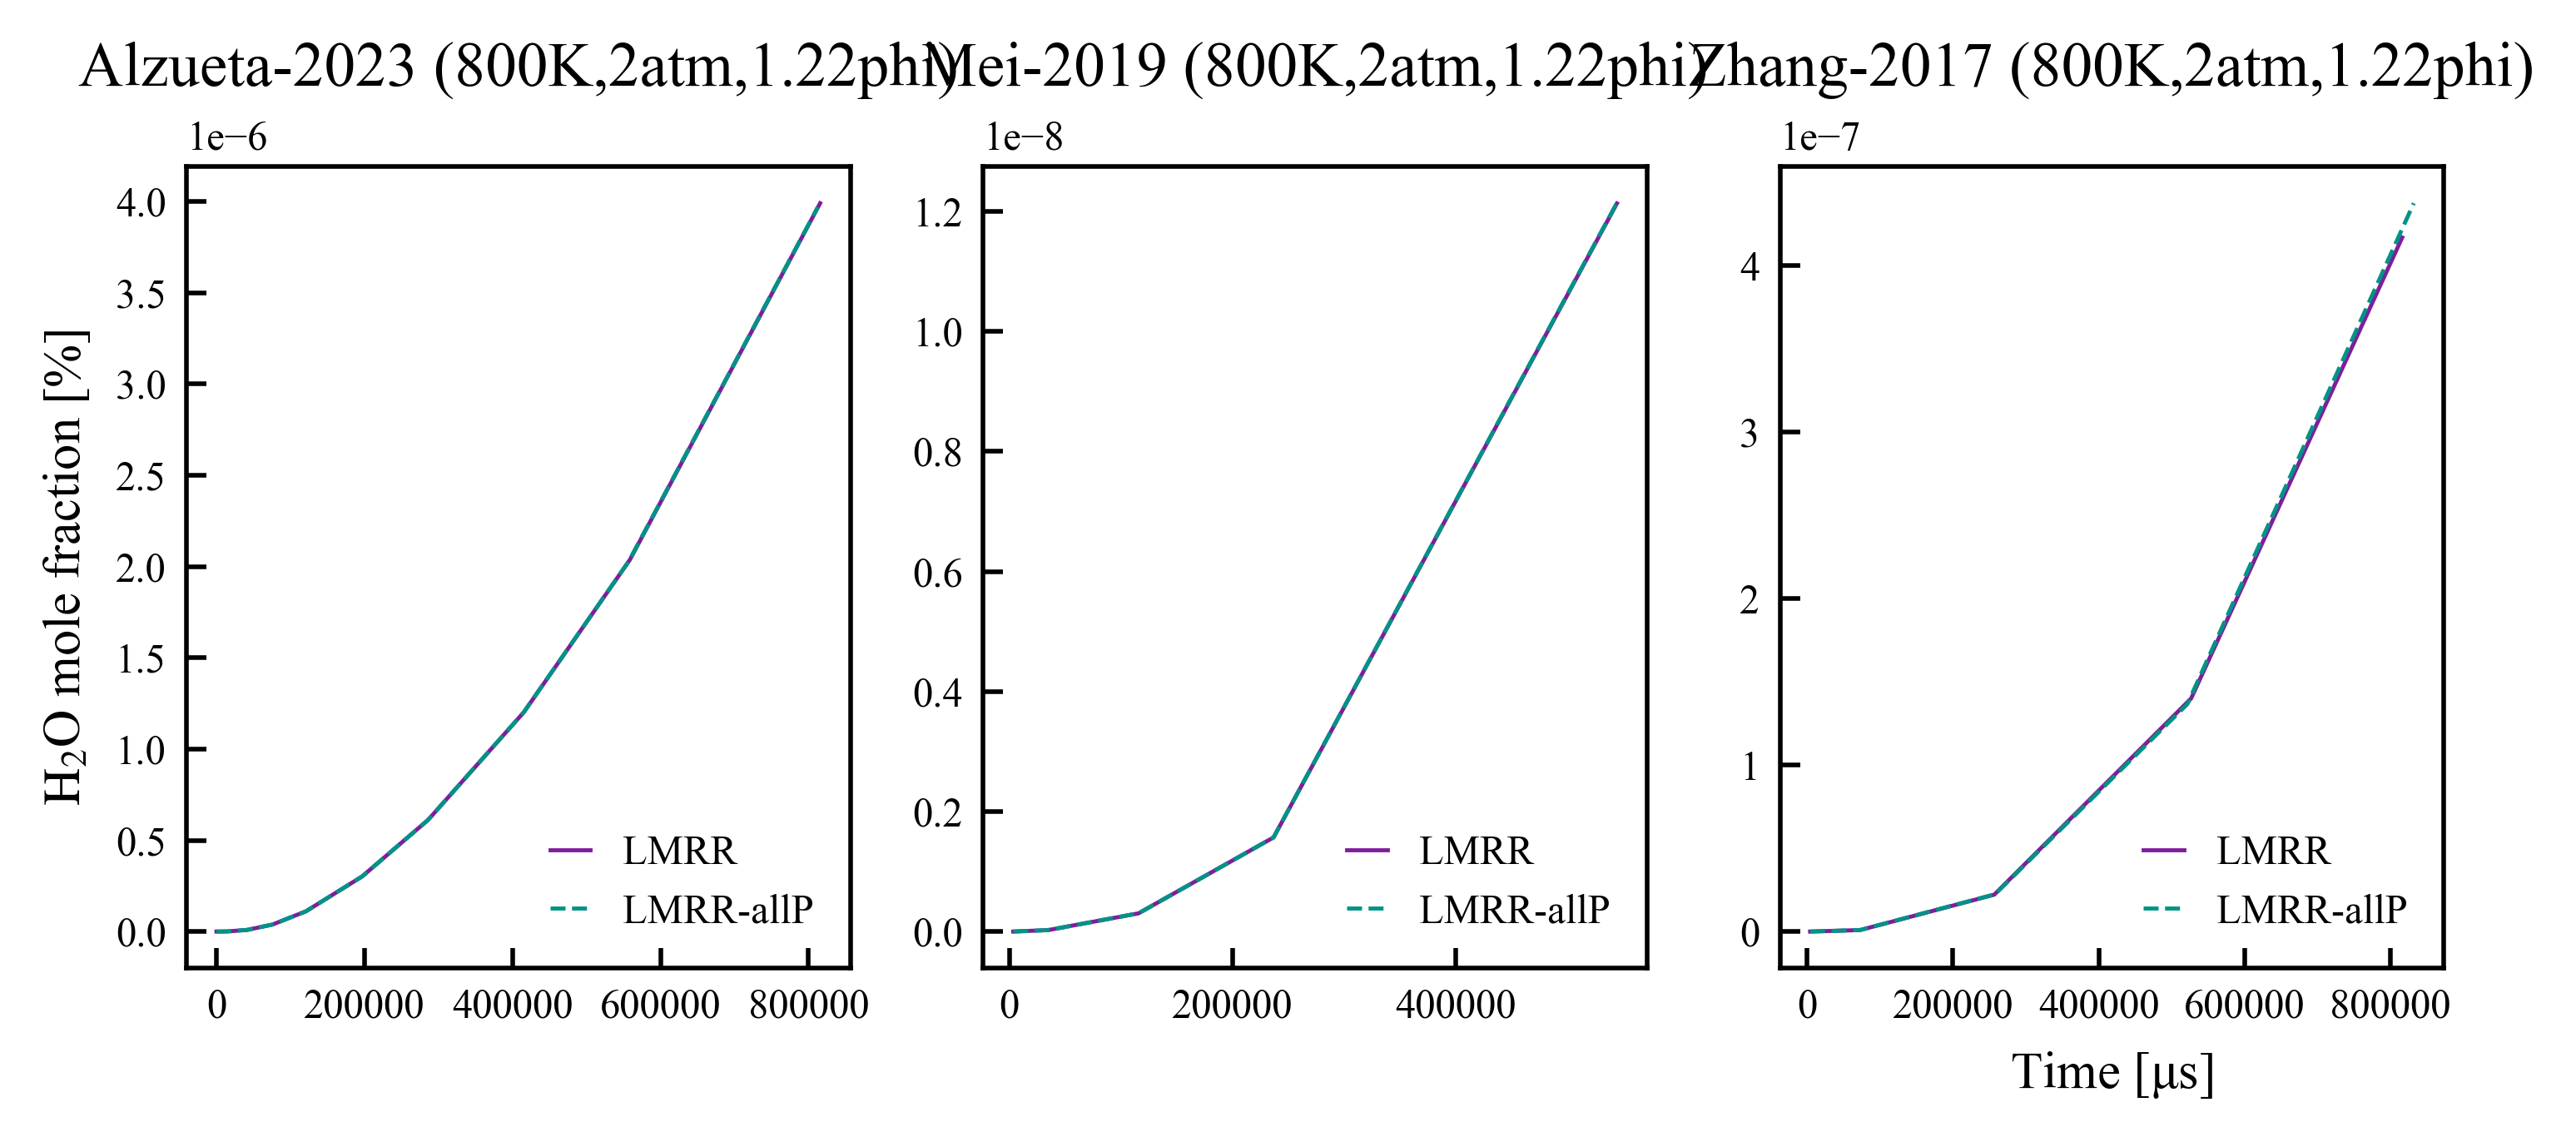 Alzueta-2023 (800K,2atm,1.22phi)
Mei-2019 (800K,2atm,1.22phi)
Zhang-2017 (800K,2atm,1.22phi)
H₂O mole fraction [%]
1e−6
4.0
3.5
3.0
2.5
2.0
1.5
1.0
0.5
0.0
0 200000 400000 600000 800000
LMRR
LMRR-allP
1e−8
1.2
1.0
0.8
0.6
0.4
0.2
0.0
0 200000 400000
LMRR
LMRR-allP
1e−7
4
3
2
1
0
0 200000 400000 600000 800000
LMRR
LMRR-allP
Time [μs]